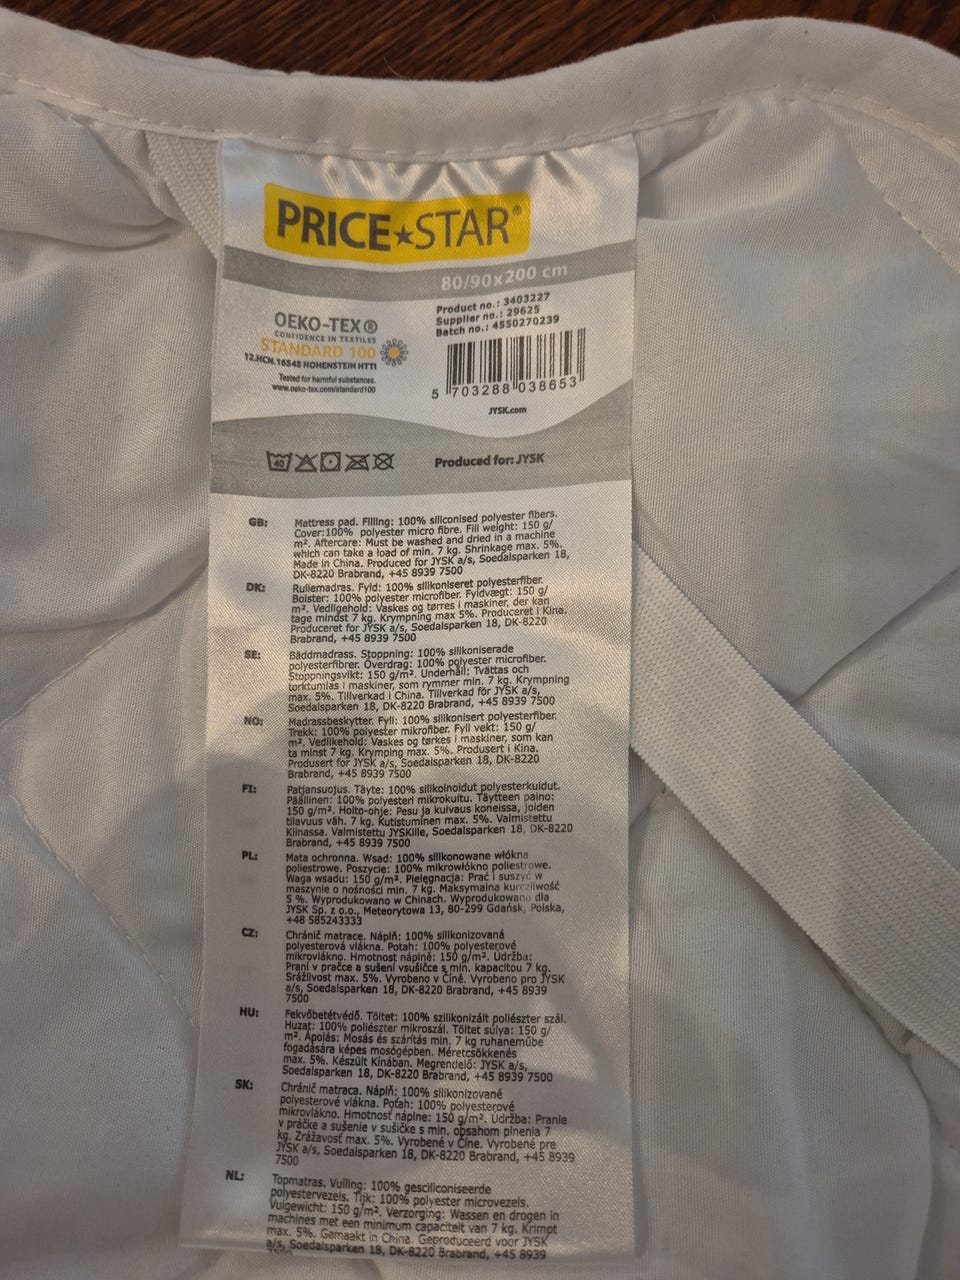 PRICE★STAR®
80/90x200 cm
OEKO-TEX®
CONFIDENCE IN TEXTILES
STANDARD 100
12.HCN.16545 HOHENSTEIN HTTI
Tested for harmful substances.
www.oeko-tex.com/standard100
Product no.: 3403227
Supplier no.: 29625
Batch no.: 4550270239
5 703288 038653
JYSK.com
40
Produced for: JYSK
GB: Mattress pad. Filling: 100% siliconised polyester fibers.
Cover:100% polyester micro fibre. Fill weight: 150 g/
m². Aftercare: Must be washed and dried in a machine
which can take a load of min. 7 kg. Shrinkage max. 5%.
Made in China. Produced for JYSK a/s, Soedalsparken 18,
DK-8220 Brabrand, +45 8939 7500
DK: Rullemadras. Fyld: 100% silikoniseret polyesterfiber.
Bolster: 100% polyester microfiber. Fyldvægt: 150 g/
m². Vedligehold: Vaskes og tørres i maskiner, der kan
tage mindst 7 kg. Krympning max 5%. Produceret i Kina.
Produceret for JYSK a/s, Soedalsparken 18, DK-8220
Brabrand, +45 8939 7500
SE: Bäddmadrass. Stoppning: 100% silikoniserade
polyesterfibrer. Överdrag: 100% polyester microfiber.
Stoppningsvikt: 150 g/m². Underhåll: Tvättas och
torktumlas i maskiner, som rymmer min. 7 kg. Krympning
max. 5%. Tillverkad i China. Tillverkad för JYSK a/s,
Soedalsparken 18, DK-8220 Brabrand, +45 8939 7500
NO: Madrassbeskytter. Fyll: 100% silikonisert polyesterfiber.
Trekk: 100% polyester mikrofiber. Fyll vekt: 150 g/
m². Vedlikehold: Vaskes og tørkes i maskiner, som kan
ta minst 7 kg. Krymping max. 5%. Produsert i Kina.
Produsert for JYSK a/s, Soedalsparken 18, DK-8220
Brabrand, +45 8939 7500
FI: Patjansuojus. Täyte: 100% silikolnoidut polyesterkuidut.
Päällinen: 100% polyesteri mikrokuitu. Täytteen paino:
150 g/m². Hoito-ohje: Pesu ja kuivaus koneissa, joiden
tilavuus väh. 7 kg. Kutistuminen max. 5%. Valmistettu
Kiinassa. Valmistettu JYSKille, Soedalsparken 18, DK-8220
Brabrand, +45 8939 7500
PL: Mata ochronna. Wsad: 100% silikonowane włókna
poliestrowe. Poszycie: 100% mikrowłókno poliestrowe.
Waga wsadu: 150 g/m². Pielęgnacja: Prać i suszyć w
maszynie o nośności min. 7 kg. Maksymalna kurczliwość
5 %. Wyprodukowano w Chinach. Wyprodukowano dla
JYSK Sp. z o.o., Meteorytowa 13, 80-299 Gdańsk, Polska,
+48 585243333
CZ: Chránič matrace. Náplň: 100% silikonizovaná
polyesterová vlákna. Potah: 100% polyesterové
mikrovlákno. Hmotnost náplně: 150 g/m². Udržba:
Praní v pračce a sušení vsušičce s min. kapacitou 7 kg.
Srážlivost max. 5%. Vyrobeno v Číně. Vyrobeno pro JYSK
a/s, Soedalsparken 18, DK-8220 Brabrand, +45 8939
7500
HU: Fekvőbetétvédő. Töltet: 100% szilikonizált poliészter szál.
Huzat: 100% poliészter mikroszál. Töltet súlya: 150 g/
m². Ápolás: Mosás és szárítás min. 7 kg ruhaneműbe
fogadására képes mosógépben. Méretcsökkenés
max. 5%. Készült Kínában. Megrendelő: JYSK a/s,
Soedalsparken 18, DK-8220 Brabrand, +45 8939 7500
SK: Chránič matraca. Náplň: 100% silikonizované
polyesterové vlákna. Poťah: 100% polyesterové
mikrovlákno. Hmotnosť náplne: 150 g/m². Udržba: Pranie
v práčke a sušenie v sušičke s min. obsahom plnenia 7
kg. Zrážavosť max. 5%. Vyrobené v Číne. Vyrobené pre
JYSK a/s, Soedalsparken 18, DK-8220 Brabrand, +45 8939
7500
NL: Topmatras. Vulling: 100% gesciliconiseerde
polyestervezels. Tijk: 100% polyester microvezels.
Vulgewicht: 150 g/m². Verzorging: Wassen en drogen in
machines met een minimum capaciteit van 7 kg. Krimpt
max. 5%. Gemaakt in China. Geproduceerd voor JYSK
a/s, Soedalsparken 18, DK-8220 Brabrand, +45 8939